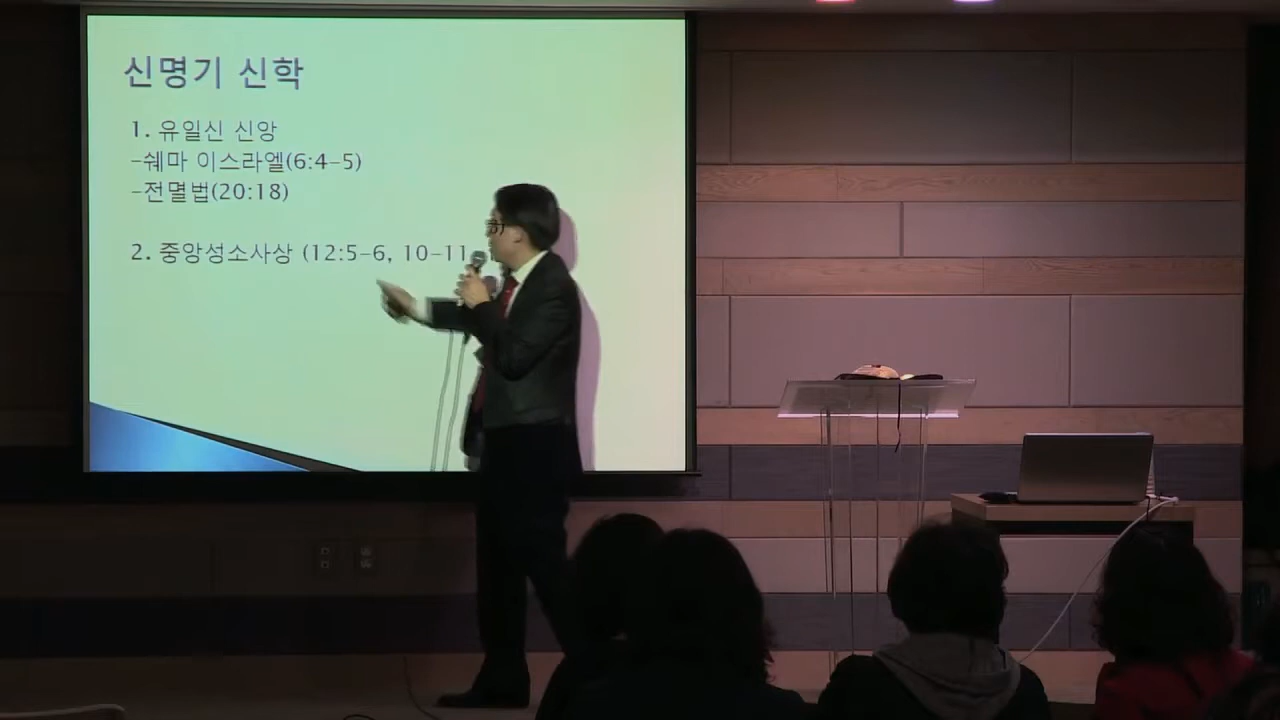 신명기 신학
1. 유일신 신앙
-쉐마 이스라엘(6:4-5)
-전멸법(20:18)
2. 중앙성소사상 (12:5-6, 10-11